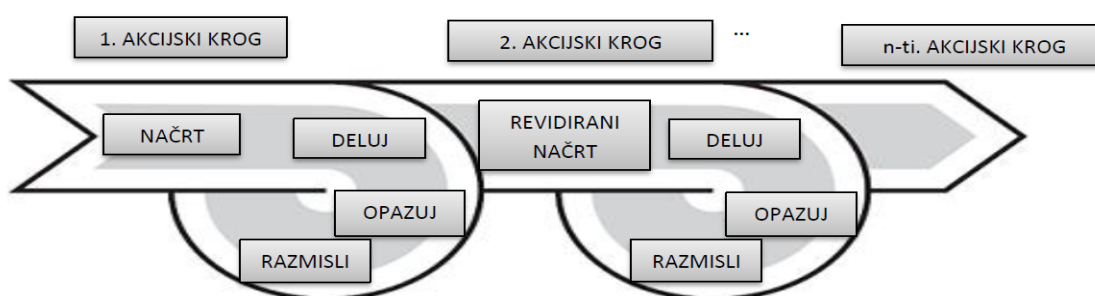 1. AKCIJSKI KROG
2. AKCIJSKI KROG
...
n-ti. AKCIJSKI KROG
NAČRT
DELUJ
OPAZUJ
RAZMISLI
REVIDIRANI
NAČRT
DELUJ
OPAZUJ
RAZMISLI